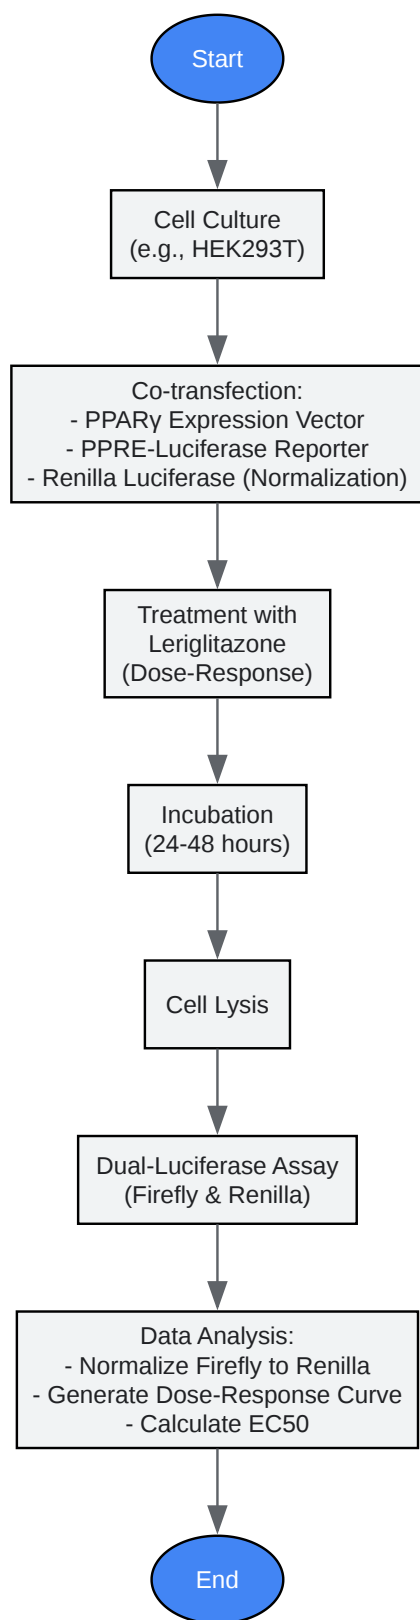 Start
Cell Culture
(e.g., HEK293T)
Co-transfection:
- PPARγ Expression Vector
- PPRE-Luciferase Reporter
- Renilla Luciferase (Normalization)
Treatment with
Leriglitazone
(Dose-Response)
Incubation
(24-48 hours)
Cell Lysis
Dual-Luciferase Assay
(Firefly & Renilla)
Data Analysis:
- Normalize Firefly to Renilla
- Generate Dose-Response Curve
- Calculate EC50
End